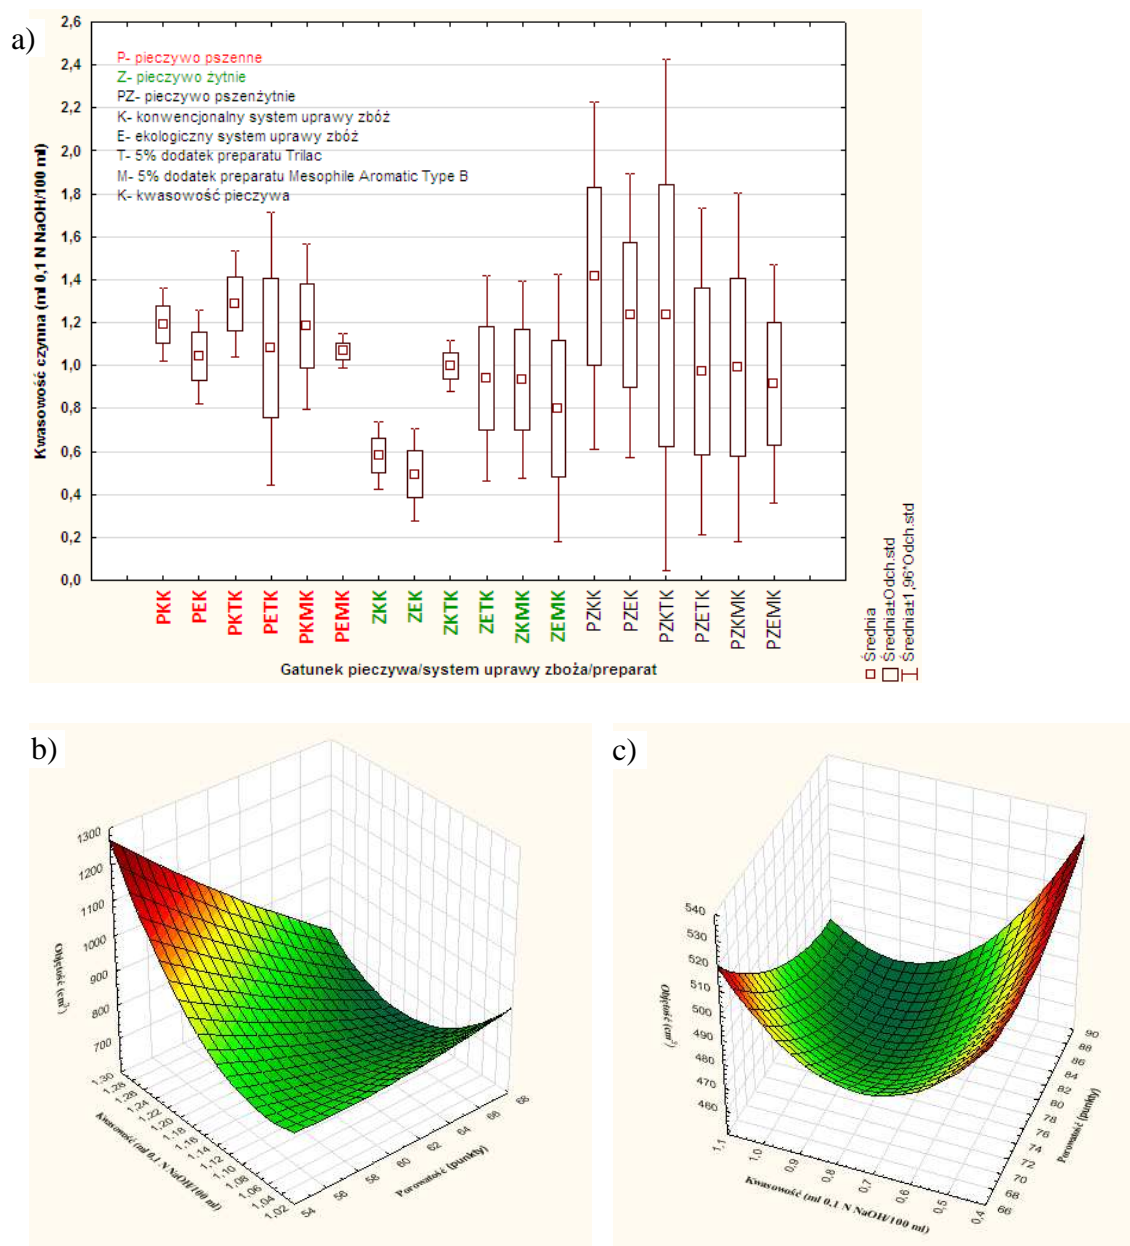 a)
2,6
2,4
2,2
2,0
1,8
1,6
1,4
1,2
1,0
0,8
0,6
0,4
0,2
0,0
Kwasowość czynna (ml 0,1 N NaOH/100 ml)
P- pieczywo pszenne
Z- pieczywo żytnie
PZ- pieczywo pszenżytnie
K- konwencjonalny system uprawy zbóż
E- ekologiczny system uprawy zbóż
T- 5% dodatek preparatu Trilac
M- 5% dodatek preparatu Mesophile Aromatic Type B
K- kwasowość pieczywa
PKK
PEK
PKTK
PETK
PKMK
PEMK
ZKK
ZEK
ZKTK
ZETK
ZKMK
ZEMK
PZKK
PZEK
PZKTK
PZETK
PZKMK
PZEMK
Gatunek pieczywa/system uprawy zboża/preparat
Średnia
Średnia±Odch.std
Średnia±1,96*Odch.std
b)
1300
1200
1100
1000
900
800
700
Objętość (cm³)
1,30
1,28
1,26
1,24
1,22
1,20
1,18
1,16
1,14
1,12
1,10
1,08
1,06
1,04
1,02
Kwasowość (ml 0,1 N NaOH/100 ml)
54
56
58
60
62
64
66
68
Porowatość (punkty)
c)
540
530
520
510
500
490
480
470
460
Objętość (cm³)
1,1
1,0
0,9
0,8
0,7
0,6
0,5
0,4
Kwasowość (ml 0,1 N NaOH/100 ml)
90
88
86
84
82
80
78
76
74
72
70
68
66
Porowatość (punkty)